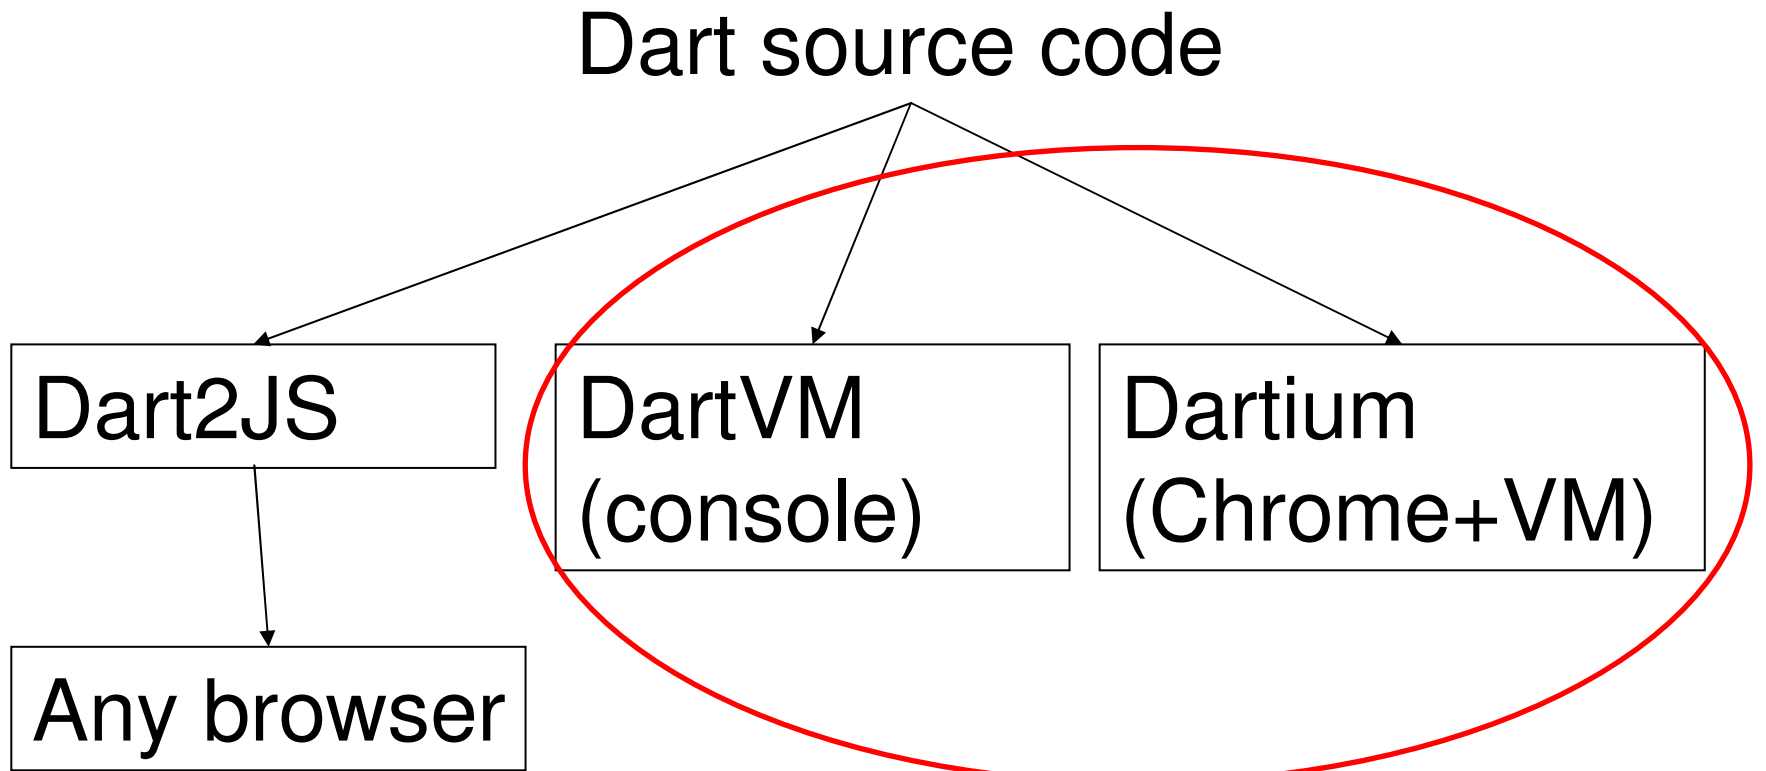 Dart source code
Dart2JS
DartVM
(console)
Dartium
(Chrome+VM)
Any browser